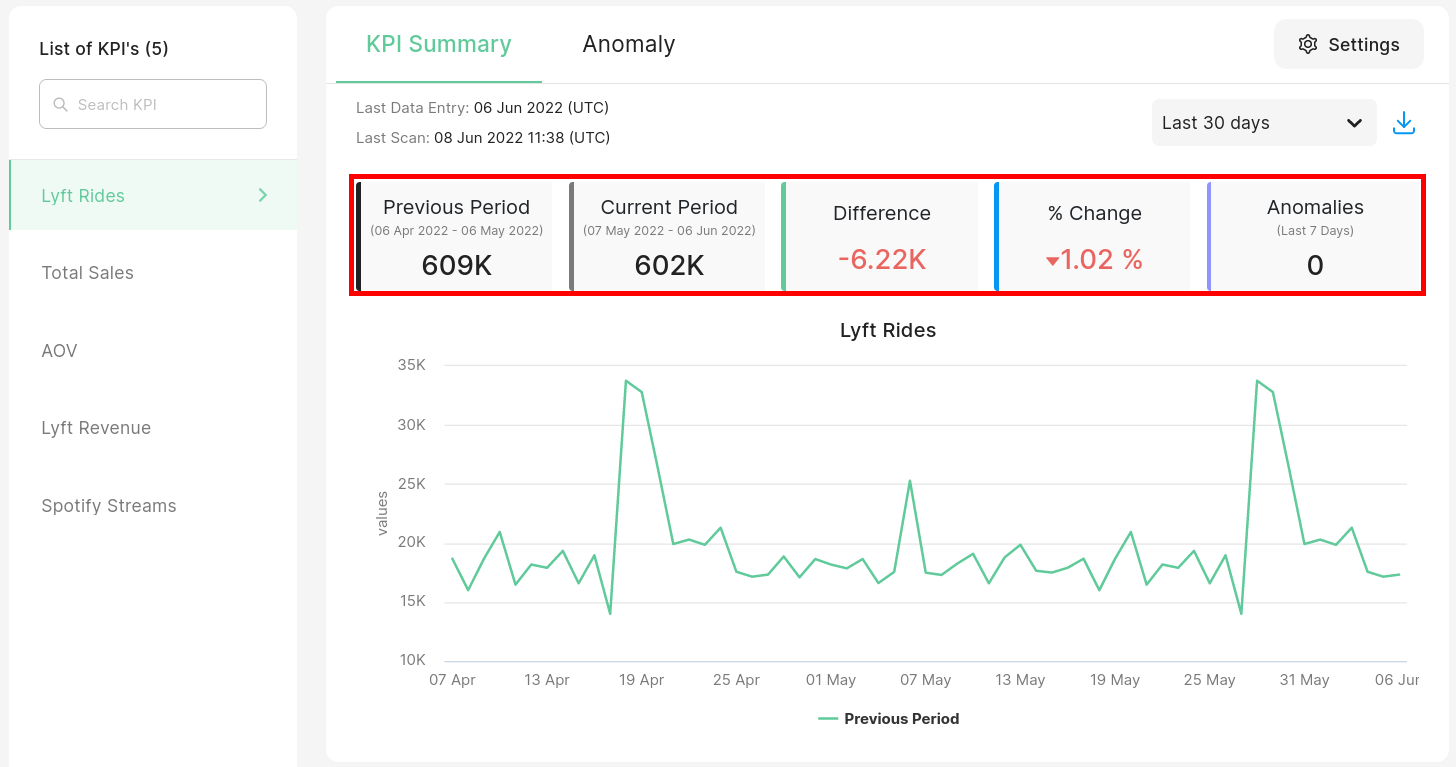 List of KPI's (5)
Search KPI
Lyft Rides
Total Sales
AOV
Lyft Revenue
Spotify Streams
KPI Summary
Anomaly
Settings
Last Data Entry: 06 Jun 2022 (UTC)
Last Scan: 08 Jun 2022 11:38 (UTC)
Last 30 days
Previous Period
(06 Apr 2022 - 06 May 2022)
609K
Current Period
(07 May 2022 - 06 Jun 2022)
602K
Difference
-6.22K
% Change
1.02 %
Anomalies
(Last 7 Days)
0
Lyft Rides
values
35K
30K
25K
20K
15K
10K
07 Apr
13 Apr
19 Apr
25 Apr
01 May
07 May
13 May
19 May
25 May
31 May
06 Jun
Previous Period